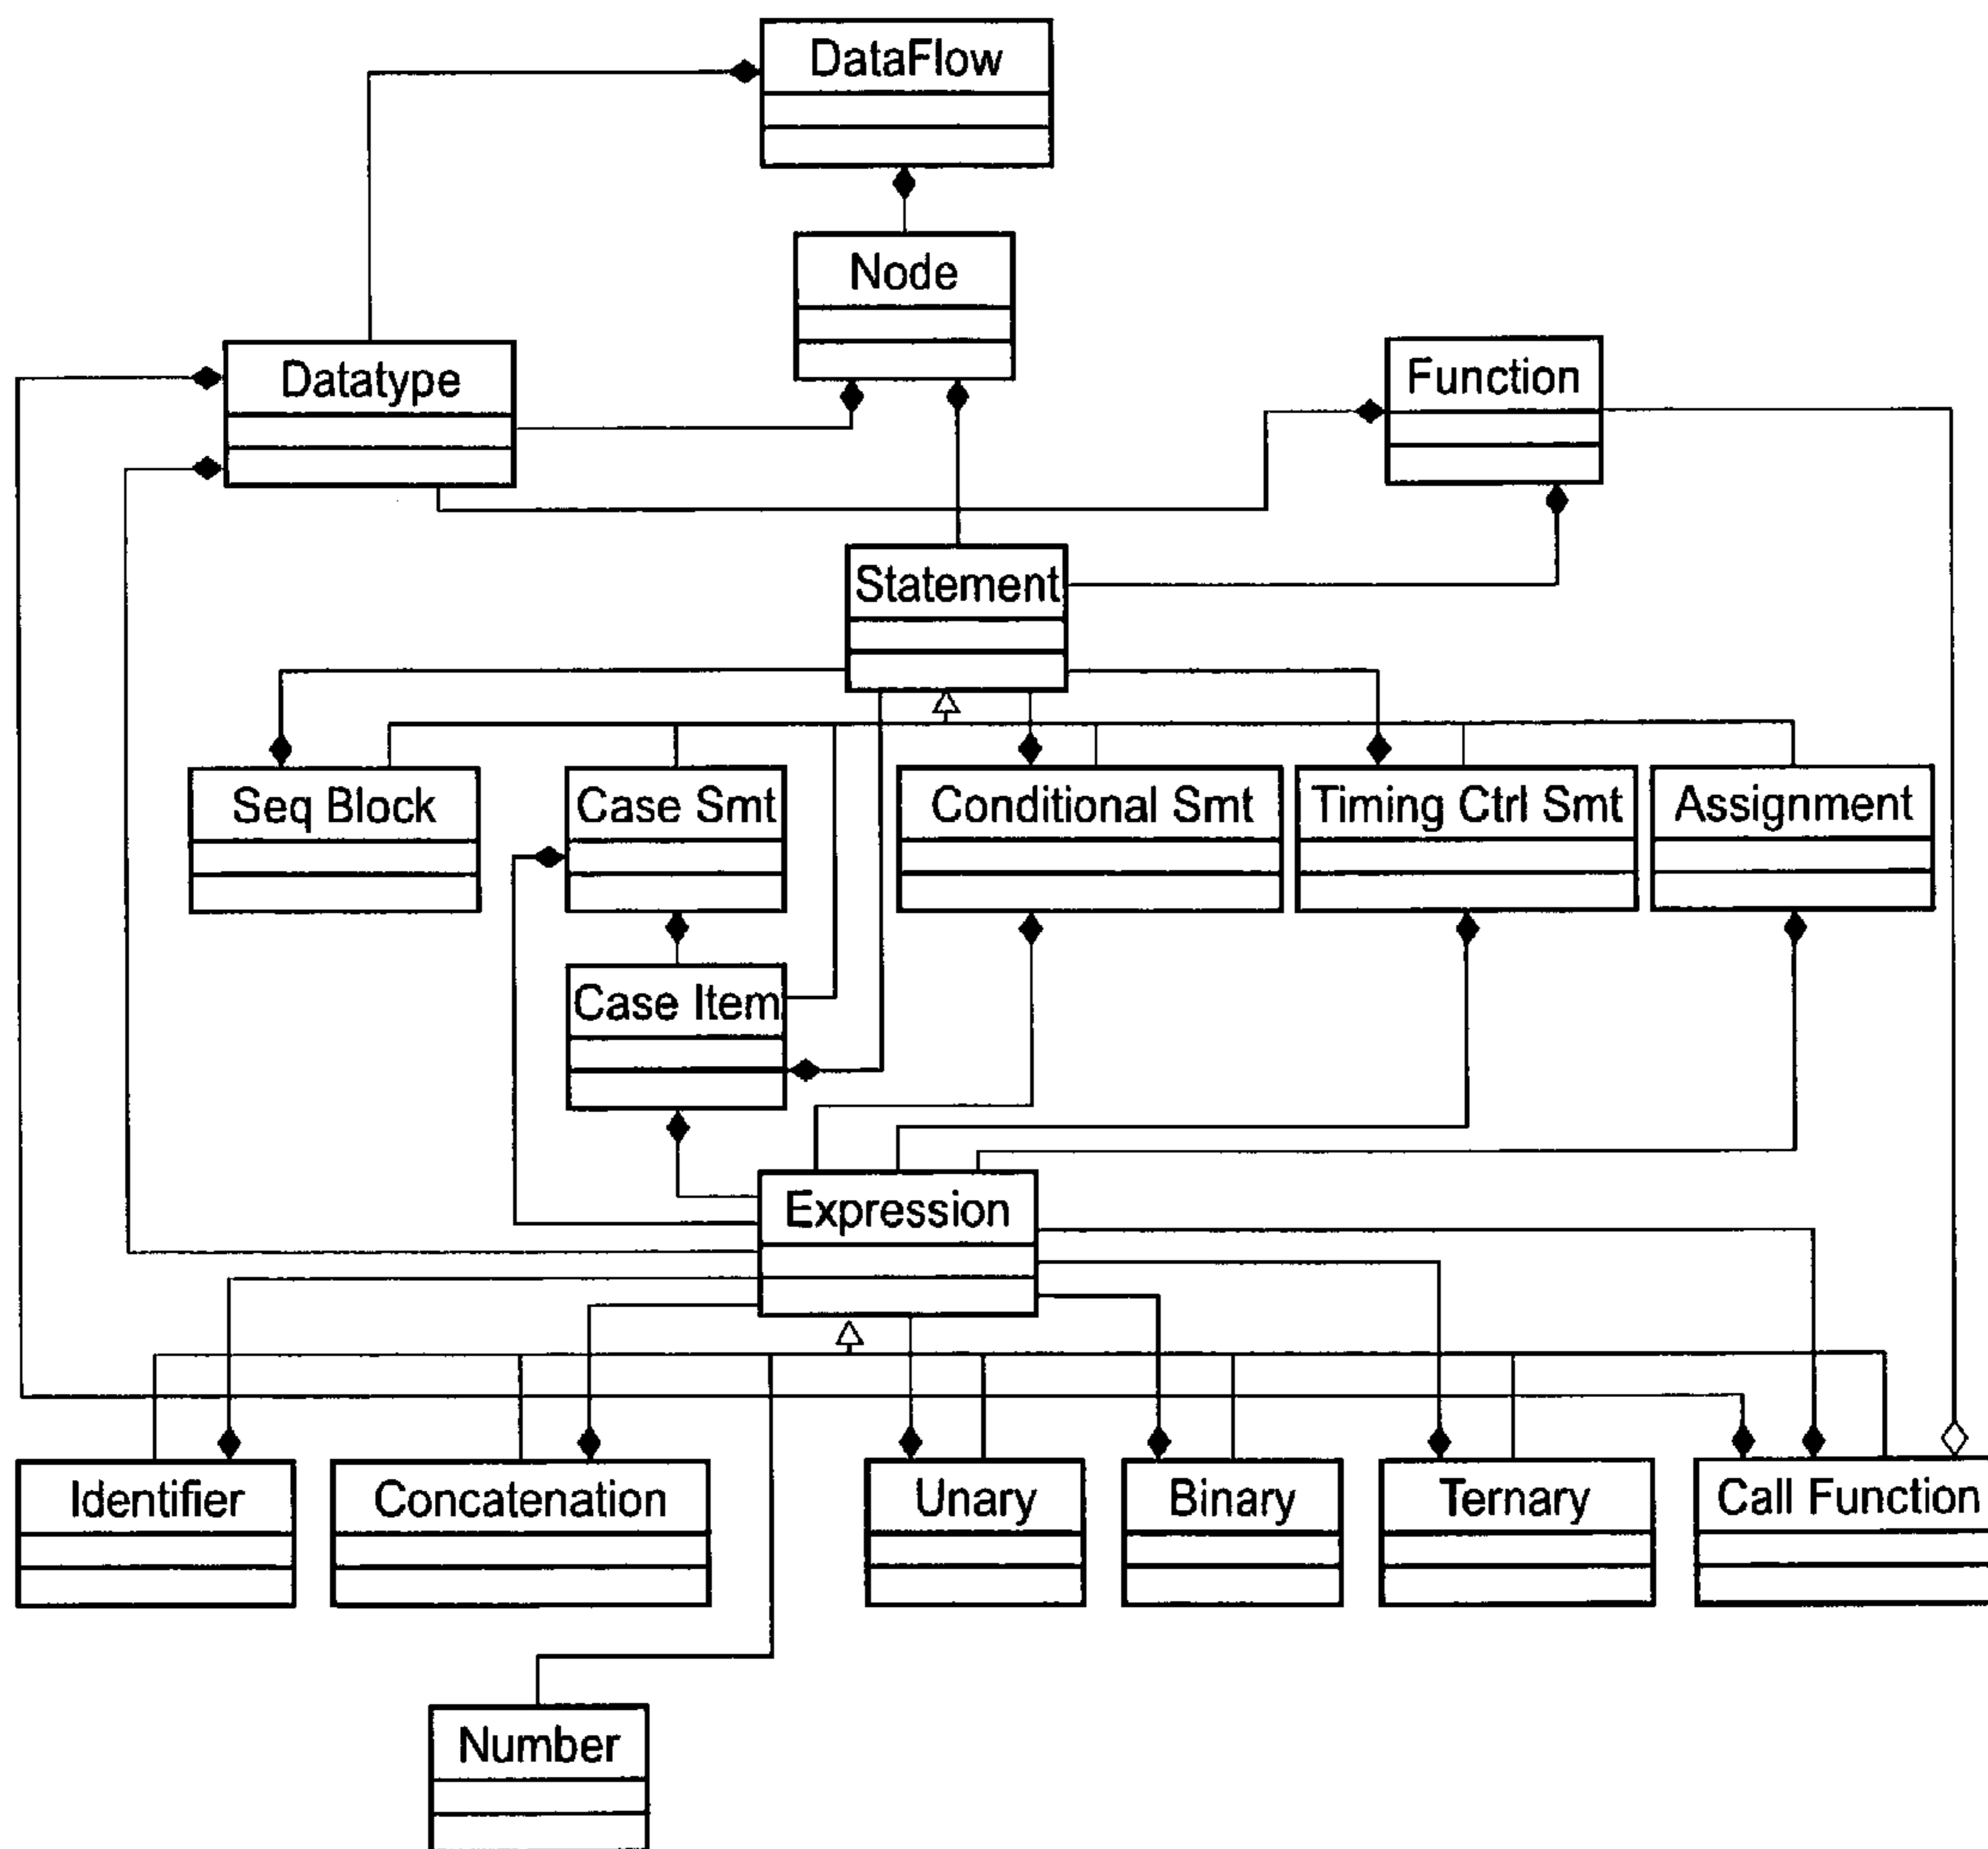 DataFlow
Node
Datatype
Function
Statement
Seq Block
Case Smt
Conditional Smt
Timing Ctrl Smt
Assignment
Case Item
Expression
Identifier
Concatenation
Unary
Binary
Ternary
Call Function
Number